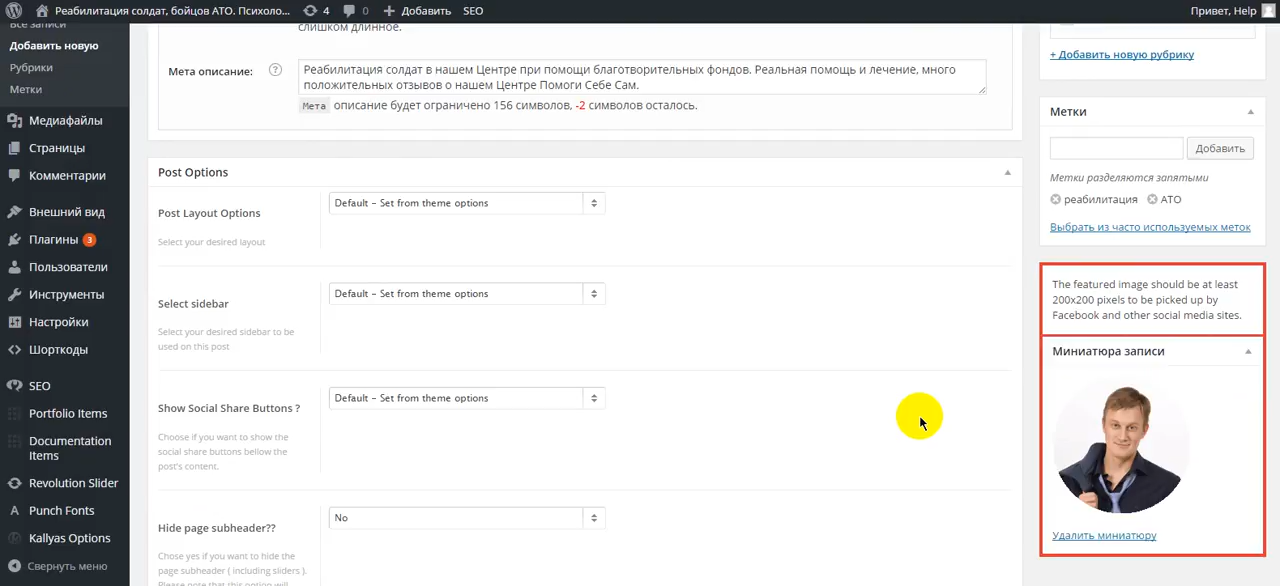 Реабилитация солдат, бойцов АТО. Психоло...
4
0
Добавить
SEO
Привет, Help
Все записи
Добавить новую
Рубрики
Метки
Медиафайлы
Страницы
Комментарии
Внешний вид
Плагины 3
Пользователи
Инструменты
Настройки
Шорткоды
SEO
Portfolio Items
Documentation
Items
Revolution Slider
Punch Fonts
Kallyas Options
Свернуть меню
слишком длинное.
Мета описание:
?
Реабилитация солдат в нашем Центре при помощи благотворительных фондов. Реальная помощь и лечение, много
положительных отзывов о нашем Центре Помоги Себе Сам.
Мета описание будет ограничено 156 символов, -2 символов осталось.
Post Options
Post Layout Options
Select your desired layout
Default – Set from theme options
Select sidebar
Select your desired sidebar to be
used on this post
Default – Set from theme options
Show Social Share Buttons ?
Choose if you want to show the
social share buttons bellow the
post's content.
Default – Set from theme options
Hide page subheader??
Chose yes if you want to hide the
page subheader ( including sliders ).
Please note that this option will
No
+ Добавить новую рубрику
Метки
Добавить
Метки разделяются запятыми
реабилитация
АТО
Выбрать из часто используемых меток
The featured image should be at least
200x200 pixels to be picked up by
Facebook and other social media sites.
Миниатюра записи
Удалить миниатюру